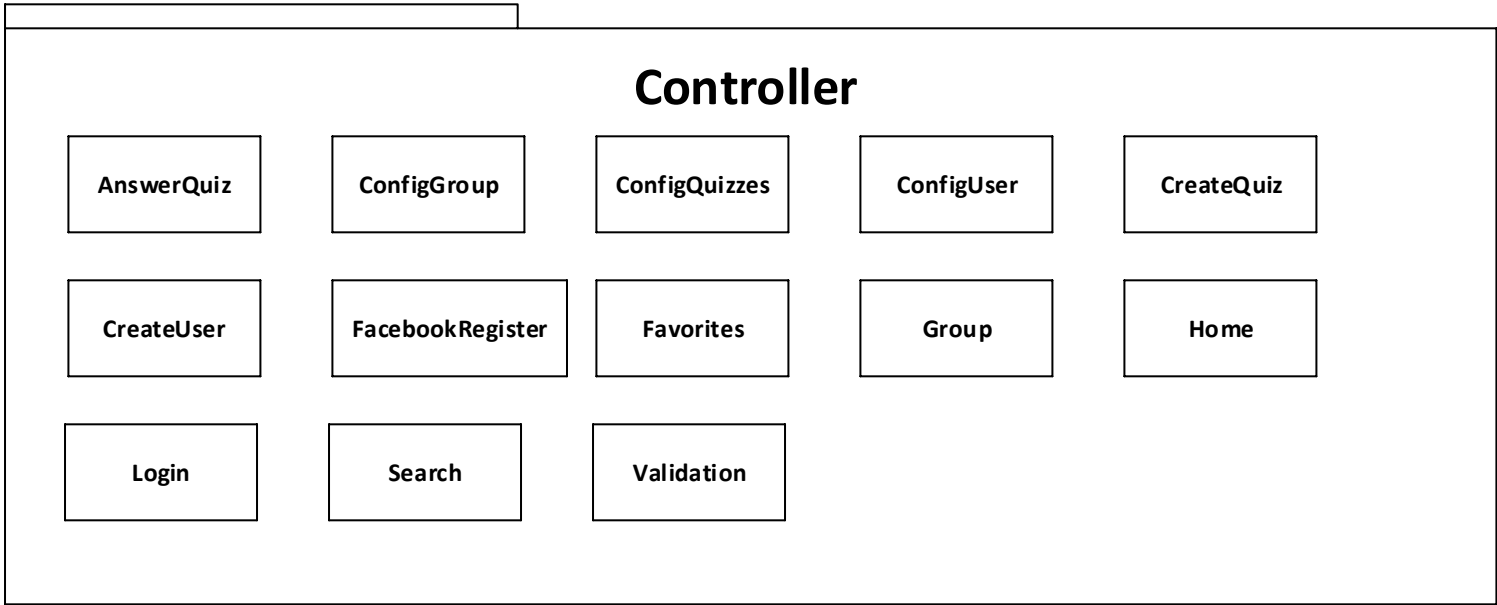 Controller
AnswerQuiz
ConfigGroup
ConfigQuizzes
ConfigUser
CreateQuiz
CreateUser
FacebookRegister
Favorites
Group
Home
Login
Search
Validation